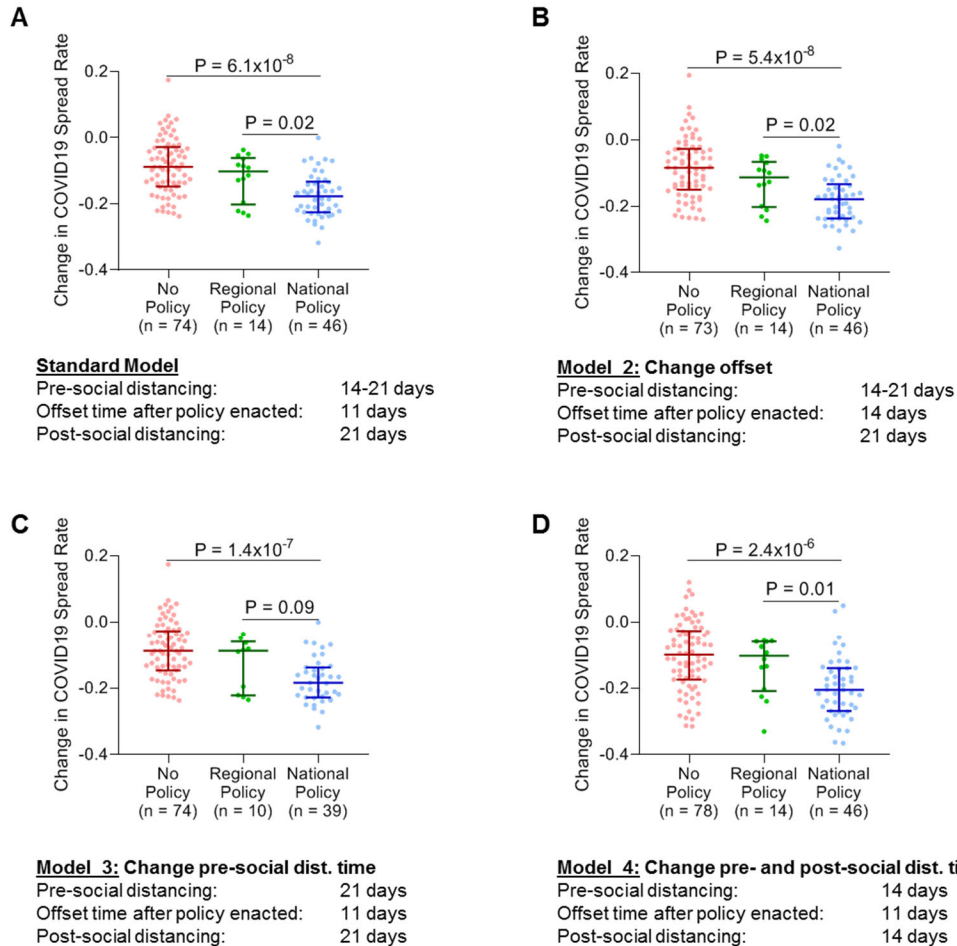 A
Change in COVID19 Spread Rate
0.2
0.0
-0.2
-0.4
P = 6.1x10-8
P = 0.02
No Policy (n = 74)
Regional Policy (n = 14)
National Policy (n = 46)
Standard Model
Pre-social distancing: 14-21 days
Offset time after policy enacted: 11 days
Post-social distancing: 21 days
B
Change in COVID19 Spread Rate
0.2
0.0
-0.2
-0.4
P = 5.4x10-8
P = 0.02
No Policy (n = 73)
Regional Policy (n = 14)
National Policy (n = 46)
Model 2: Change offset
Pre-social distancing: 14-21 days
Offset time after policy enacted: 14 days
Post-social distancing: 21 days
C
Change in COVID19 Spread Rate
0.2
0.0
-0.2
-0.4
P = 1.4x10-7
P = 0.09
No Policy (n = 74)
Regional Policy (n = 10)
National Policy (n = 39)
Model 3: Change pre-social dist. time
Pre-social distancing: 21 days
Offset time after policy enacted: 11 days
Post-social distancing: 21 days
D
Change in COVID19 Spread Rate
0.2
0.0
-0.2
-0.4
P = 2.4x10-6
P = 0.01
No Policy (n = 78)
Regional Policy (n = 14)
National Policy (n = 46)
Model 4: Change pre- and post-social dist. ti
Pre-social distancing: 14 days
Offset time after policy enacted: 11 days
Post-social distancing: 14 days